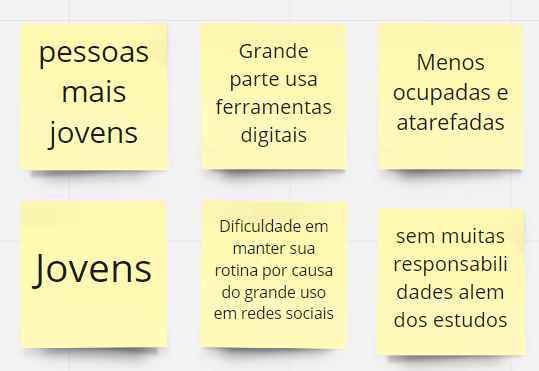 pessoas
mais
jovens
Grande
parte usa
ferramentas
digitais
Menos
ocupadas e
atarefadas
Jovens
Dificuldade em
manter sua
rotina por causa
do grande uso
em redes sociais
sem muitas
responsabili
dades alem
dos estudos